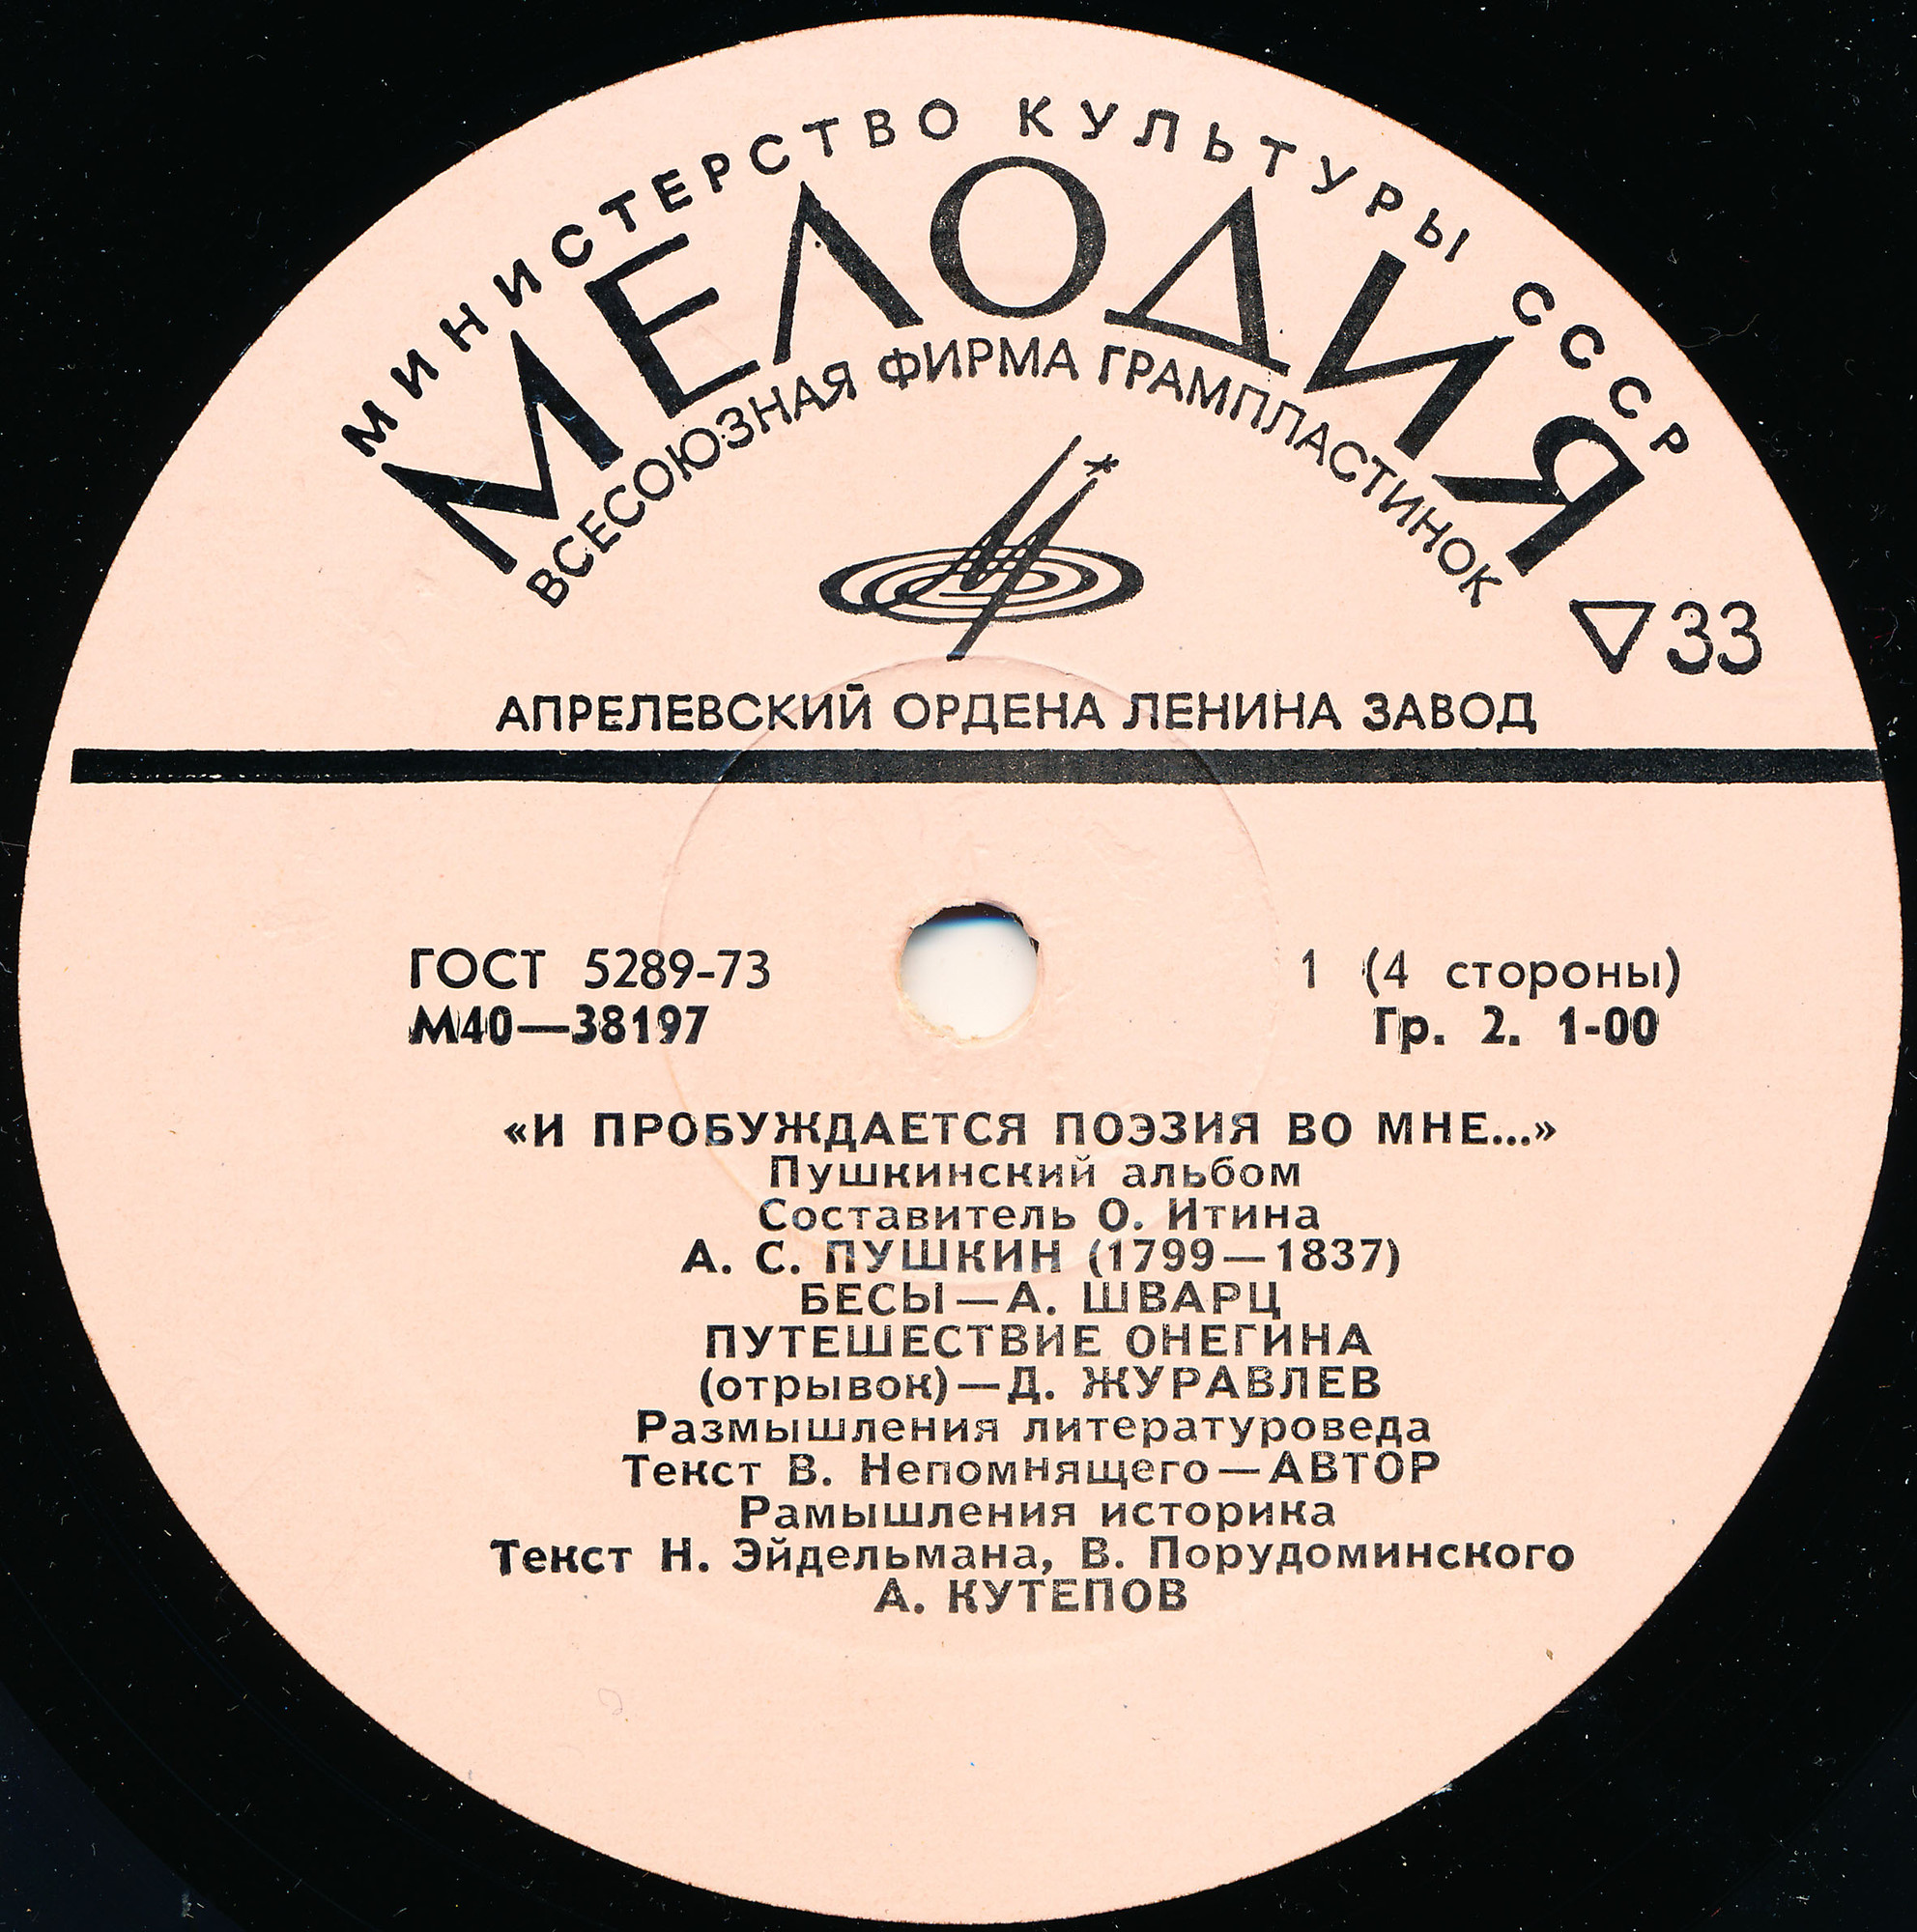 МИНИСТЕРСТВО КУЛЬТУРЫ СССР
МЕЛОДИЯ
ВСЕСОЮЗНАЯ ФИРМА ГРАМПЛАСТИНОК
33
АПРЕЛЕВСКИЙ ОРДЕНА ЛЕНИНА ЗАВОД
ГОСТ 5289-73
1 (4 стороны)
М40—38197
Гр. 2. 1-00
«И ПРОБУЖДАЕТСЯ ПОЭЗИЯ ВО МНЕ...»
Пушкинский альбом
Составитель О. Итина
А. С. ПУШКИН (1799—1837)
БЕСЫ—А. ШВАРЦ
ПУТЕШЕСТВИЕ ОНЕГИНА
(отрывок)—Д. ЖУРАВЛЕВ
Размышления литературоведа
Текст В. Непомнящего—АВТОР
Рамышления историка
Текст Н. Эйдельмана, В. Порудоминского
А. КУТЕПОВ